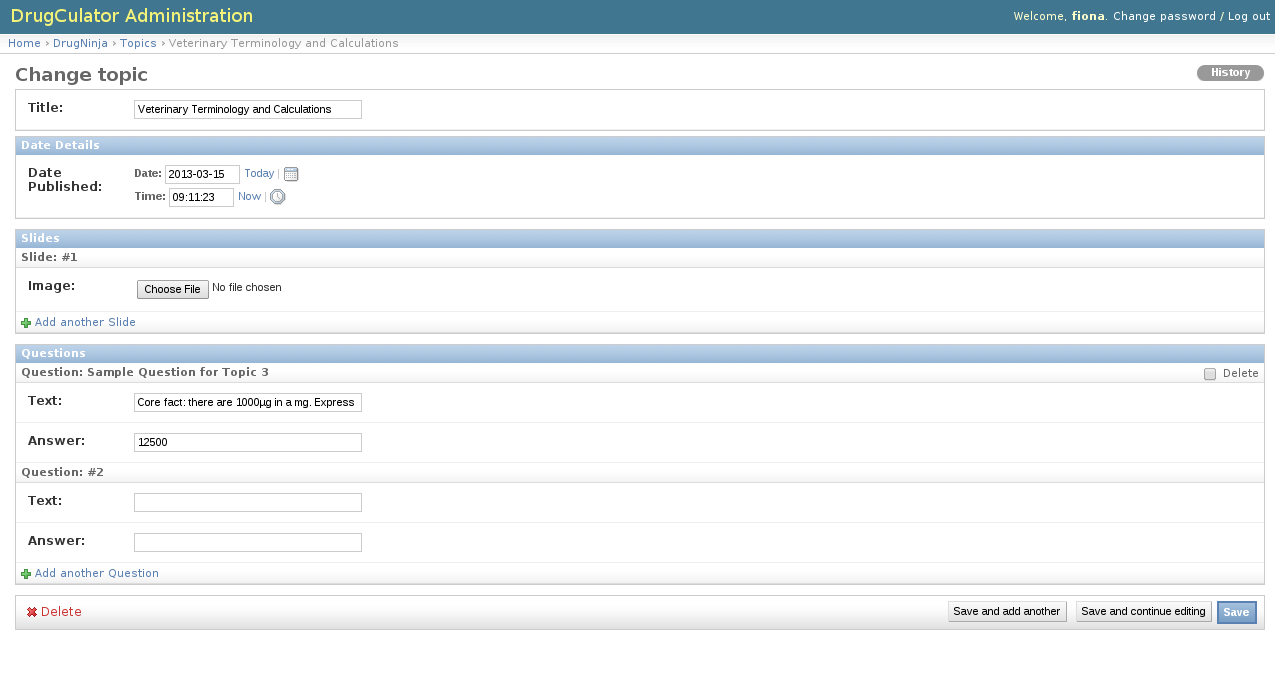 DrugCulator Administration
Welcome, fiona. Change password / Log out
Home › DrugNinja › Topics › Veterinary Terminology and Calculations
Change topic
History
Title: Veterinary Terminology and Calculations
Date Details
Date Published:
Date: 2013-03-15 Today |
Time: 09:11:23 Now |
Slides
Slide: #1
Image: Choose File No file chosen
Add another Slide
Questions
Question: Sample Question for Topic 3 Delete
Text: Core fact: there are 1000µg in a mg. Express
Answer: 12500
Question: #2
Text:
Answer:
Add another Question
Delete Save and add another Save and continue editing Save